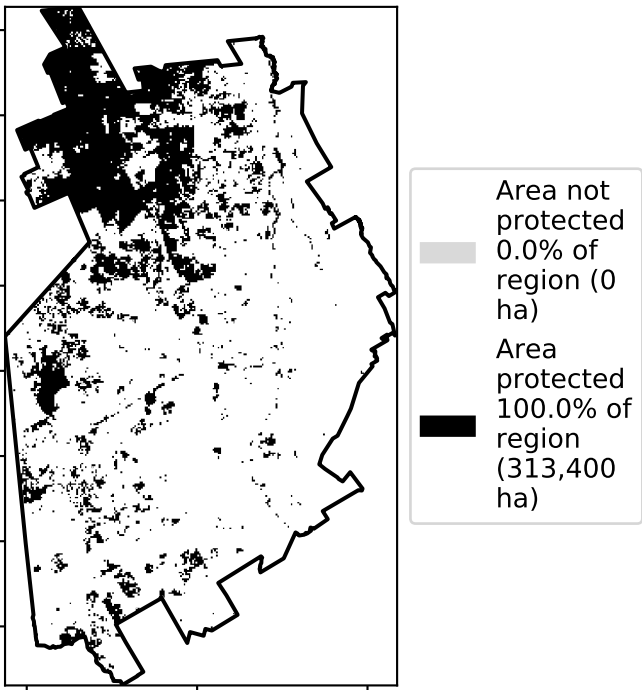 Area not
protected
0.0% of
region (0
ha)
Area
protected
100.0% of
region
(313,400
ha)